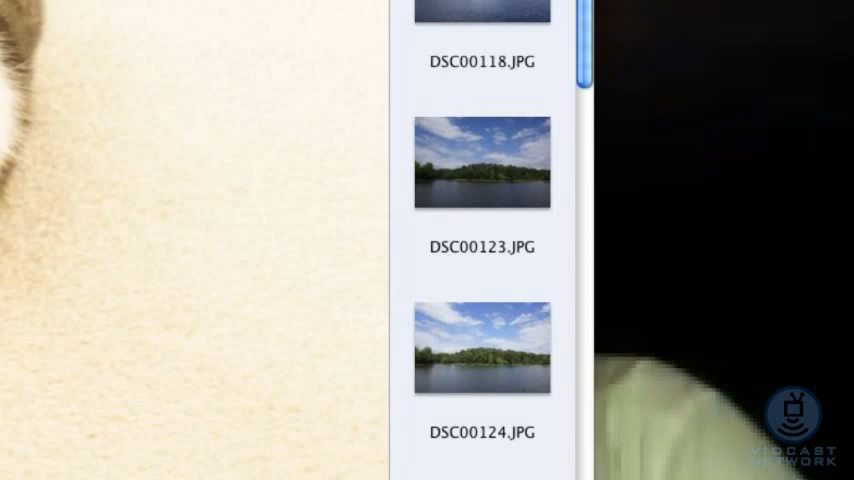 DSC00118.JPG
DSC00123.JPG
DSC00124.JPG
VIDCAST
NETWORK